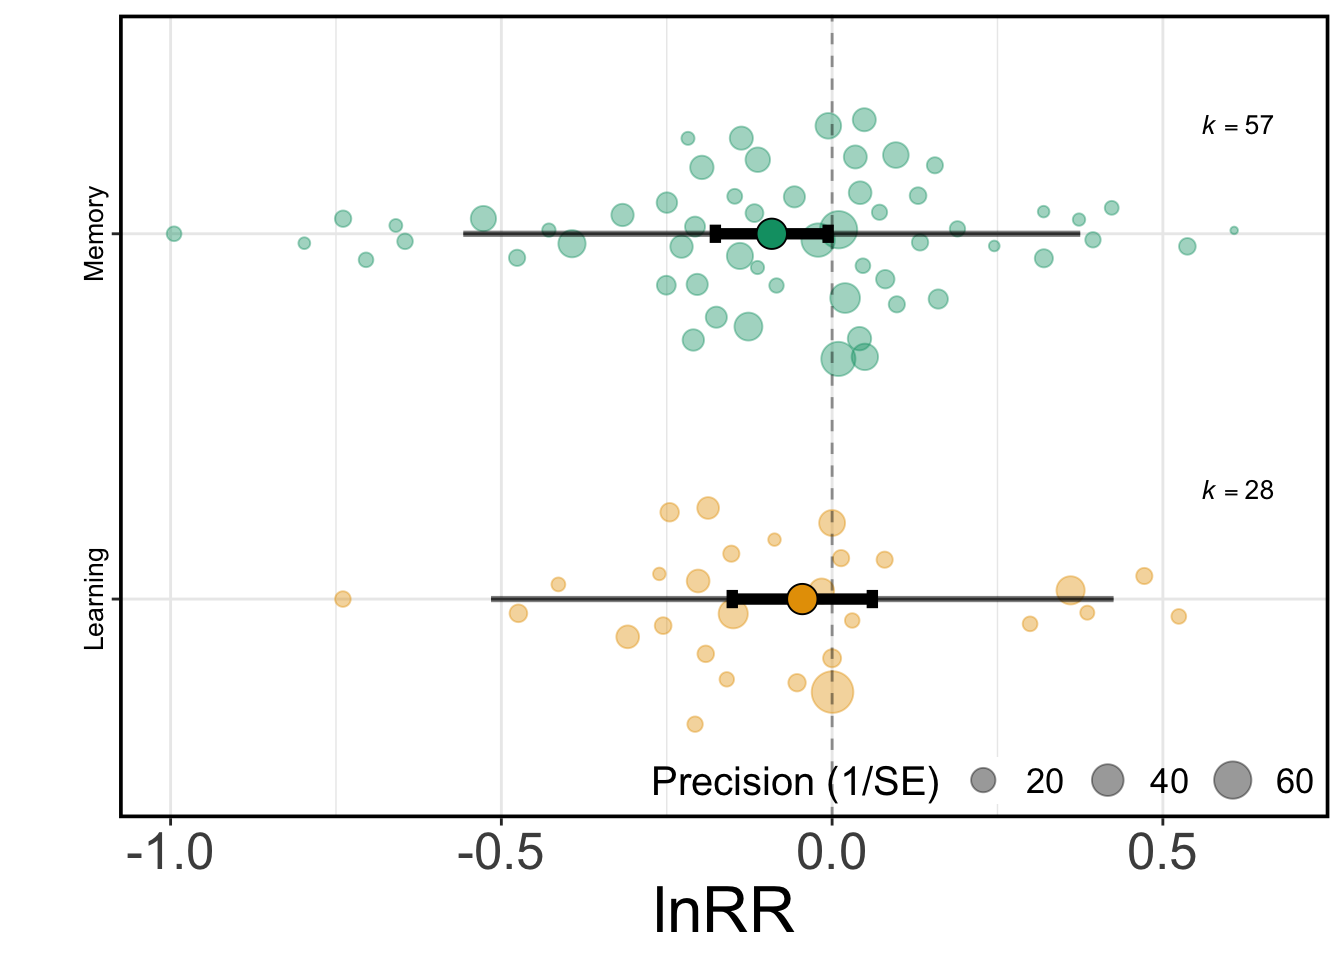 k = 57
Memory
k = 28
Learning
Precision (1/SE) 20 40 60
-1.0 -0.5 0.0 0.5
lnRR